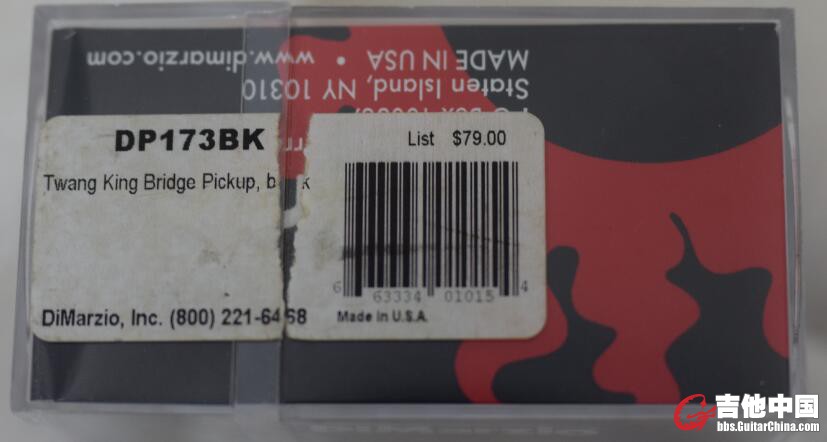 www.dimarzio.com • MADE IN USA
Staten Island, NY 10310
DP173BK
List $79.00
Twang King Bridge Pickup,
6 63334 01015 4
DiMarzio, Inc. (800) 221-6468
Made In U.S.A.
DiMarzio
吉他中国
bbs.GuitarChina.com